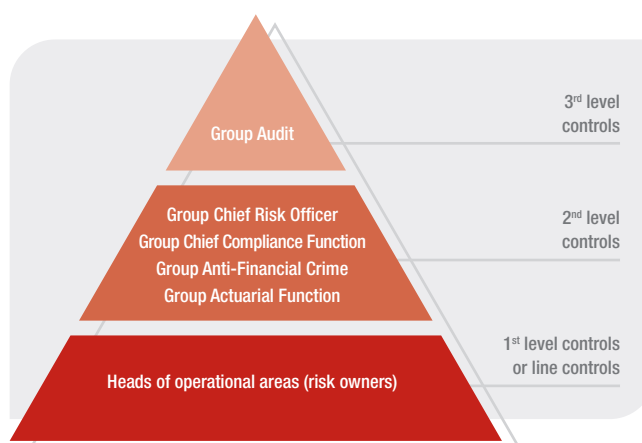 Group Audit
3rd level
controls
Group Chief Risk Officer
Group Chief Compliance Function
Group Anti-Financial Crime
Group Actuarial Function
2nd level
controls
Heads of operational areas (risk owners)
1st level controls
or line controls